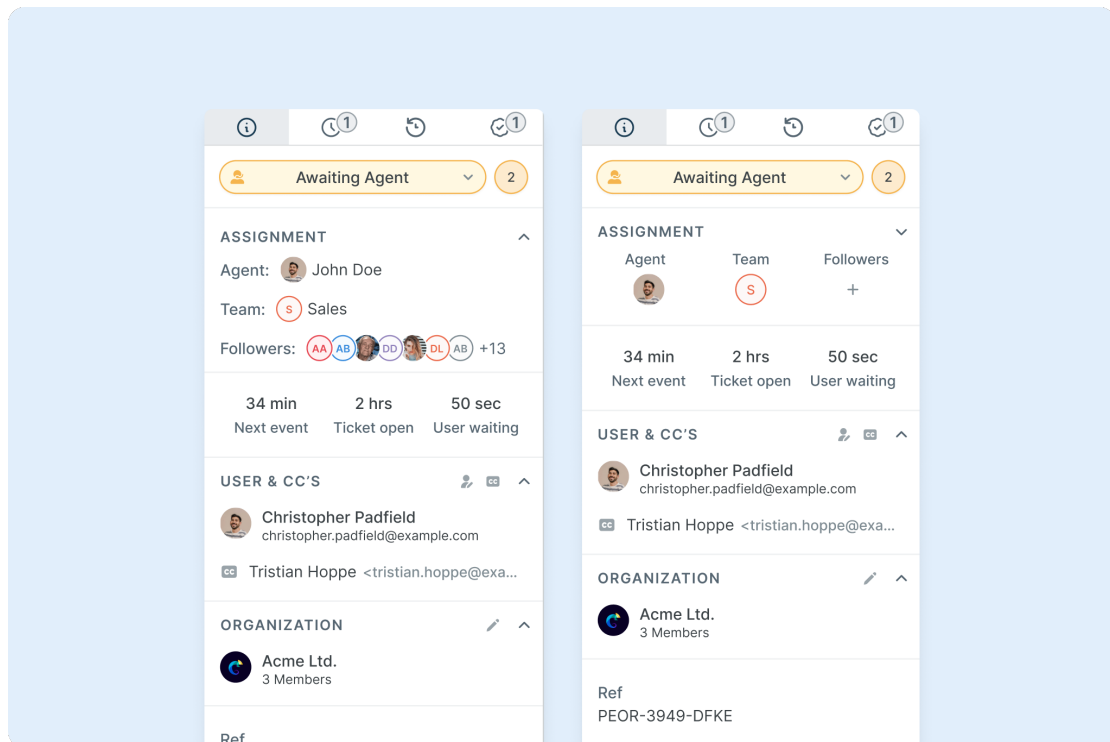 1
1
Awaiting Agent
2
ASSIGNMENT
Agent: John Doe
Team: S Sales
Followers: AA AB DD DL AB +13
34 min 2 hrs 50 sec
Next event Ticket open User waiting
USER & CC'S
cc
Christopher Padfield
christopher.padfield@example.com
cc Tristian Hoppe <tristian.hoppe@exa...
ORGANIZATION
Acme Ltd.
3 Members
Ref
1
1
Awaiting Agent
2
ASSIGNMENT
Agent Team Followers
S +
34 min 2 hrs 50 sec
Next event Ticket open User waiting
USER & CC'S
cc
Christopher Padfield
christopher.padfield@example.com
cc Tristian Hoppe <tristian.hoppe@exa...
ORGANIZATION
Acme Ltd.
3 Members
Ref
PEOR-3949-DFKE